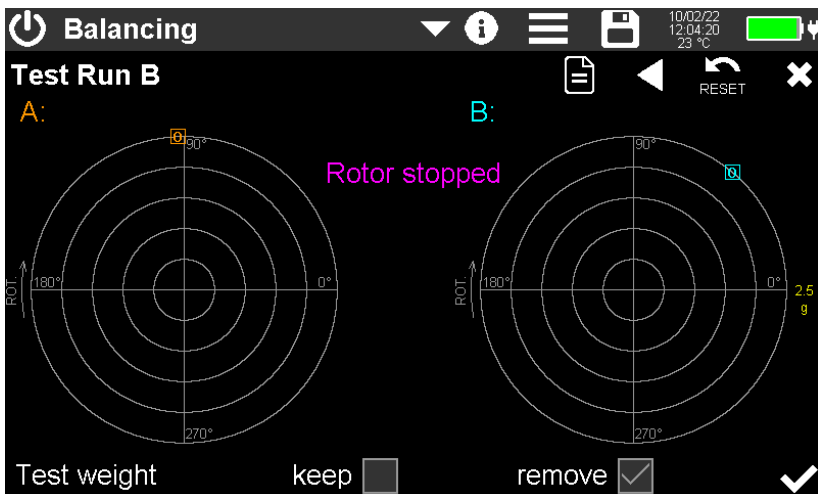 Balancing
10/02/22
12:04:20
23 °C
Test Run B
RESET
A:
B:
0
90°
0
90°
Rotor stopped
ROT.
180°
0°
ROT.
180°
0°
2.5
g
270°
270°
Test weight keep remove